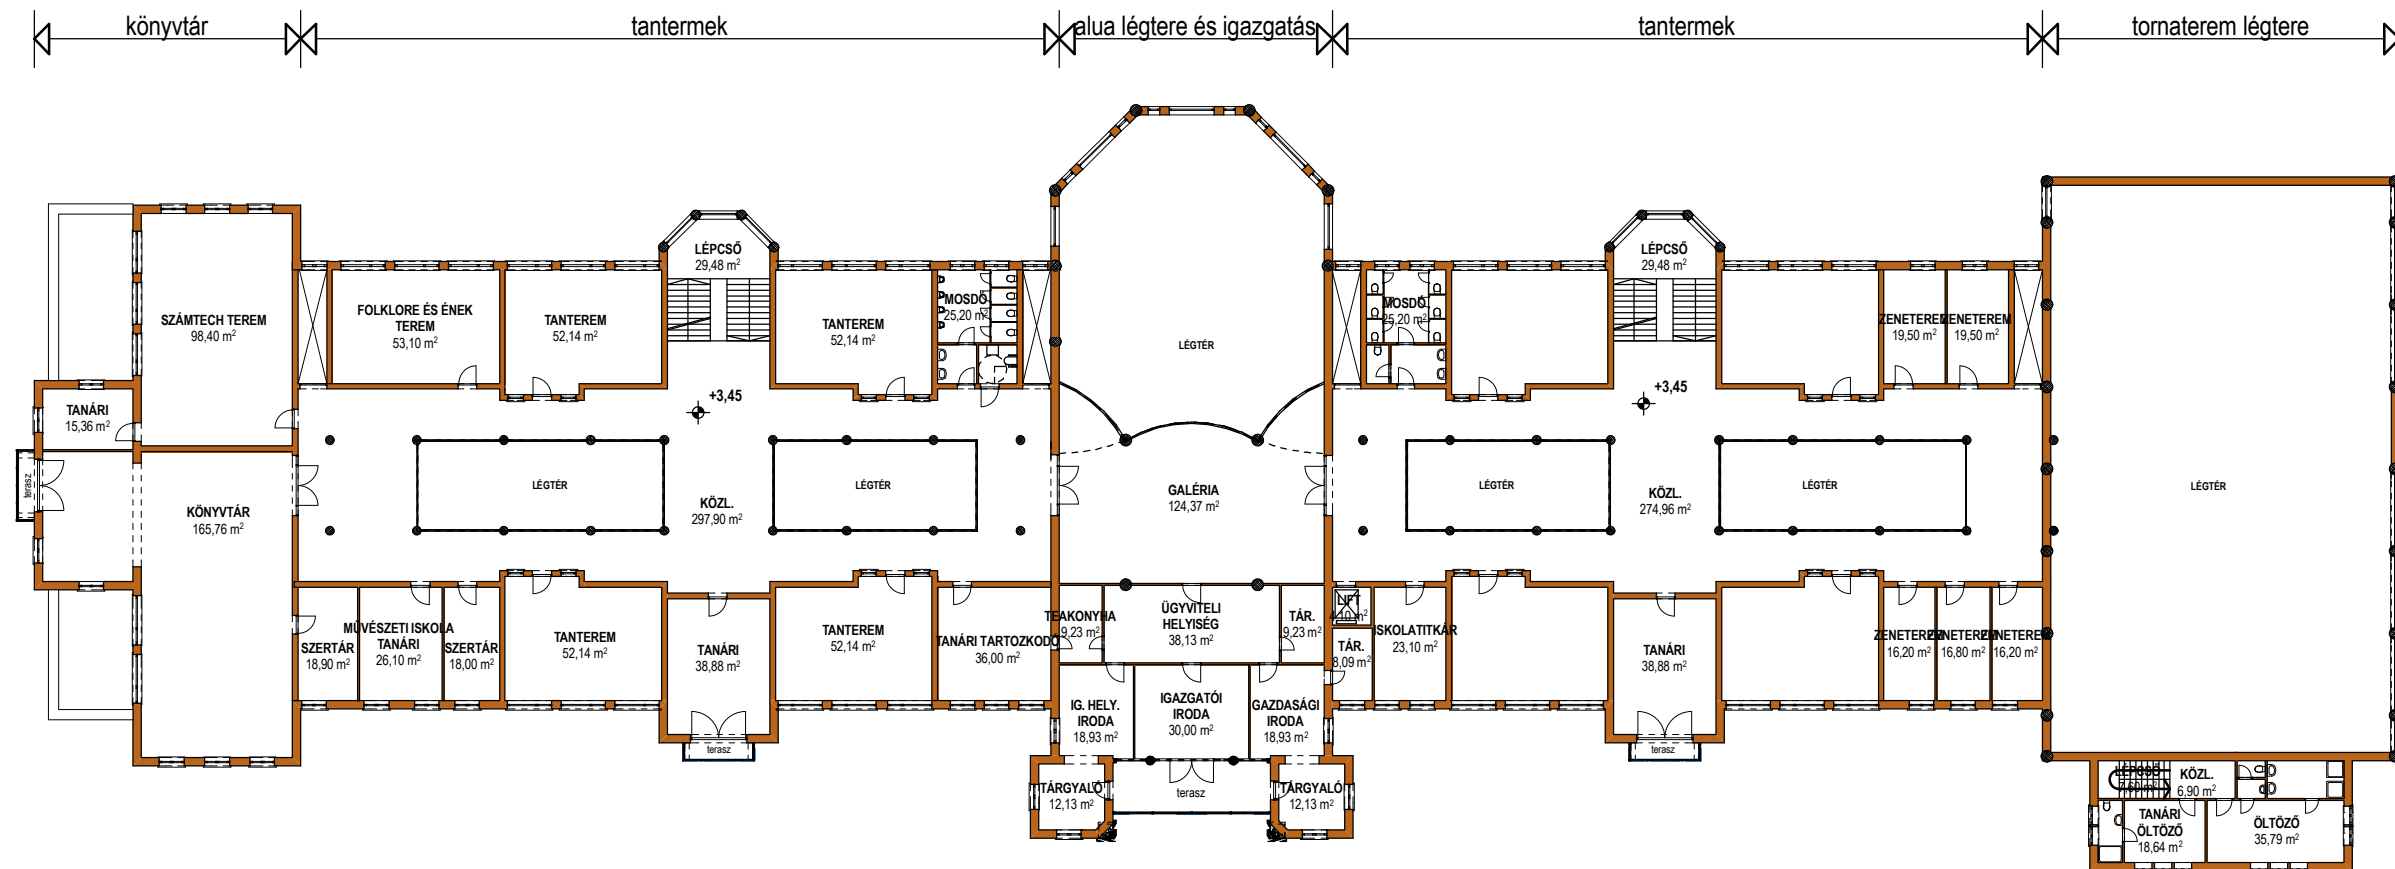 könyvtár
tantermek
alua légtere és igazgatás
tantermek
tornaterem légtere
LÉPCSŐ
29,48 m²
LÉPCSŐ
29,48 m²
SZÁMTECH TEREM
98,40 m²
FOLKLORE ÉS ÉNEK
TEREM
53,10 m²
TANTEREM
52,14 m²
TANTEREM
52,14 m²
MOSDÓ
25,20 m²
LÉGTÉR
MOSDÓ
25,20 m²
ZENETEREM
19,50 m²
ZENETEREM
19,50 m²
TANÁRI
15,36 m²
+3,45
+3,45
terasz
KÖNYVTÁR
165,76 m²
LÉGTÉR
KÖZL.
297,90 m²
LÉGTÉR
GALÉRIA
124,37 m²
LÉGTÉR
KÖZL.
274,96 m²
LÉGTÉR
LÉGTÉR
SZERTÁR
18,90 m²
MŰVÉSZETI ISKOLA
TANÁRI
26,10 m²
SZERTÁR
18,00 m²
TANTEREM
52,14 m²
TANÁRI
38,88 m²
TANTEREM
52,14 m²
TANÁRI TARTOZKODÓ
36,00 m²
TEAKONYHA
9,23 m²
ÜGYVITELI
HELYISÉG
38,13 m²
TÁR.
9,23 m²
LIFT
4,10 m²
TÁR.
8,09 m²
ISKOLATITKÁR
23,10 m²
TANÁRI
38,88 m²
ZENETEREM
16,20 m²
ZENETEREM
16,80 m²
ZENETEREM
16,20 m²
IG. HELY.
IRODA
18,93 m²
IGAZGATÓI
IRODA
30,00 m²
GAZDASÁGI
IRODA
18,93 m²
terasz
terasz
TÁRGYALÓ
12,13 m²
terasz
TÁRGYALÓ
12,13 m²
LÉPCSŐ
7,60 m²
KÖZL.
6,90 m²
TANÁRI
ÖLTÖZŐ
18,64 m²
ÖLTÖZŐ
35,79 m²